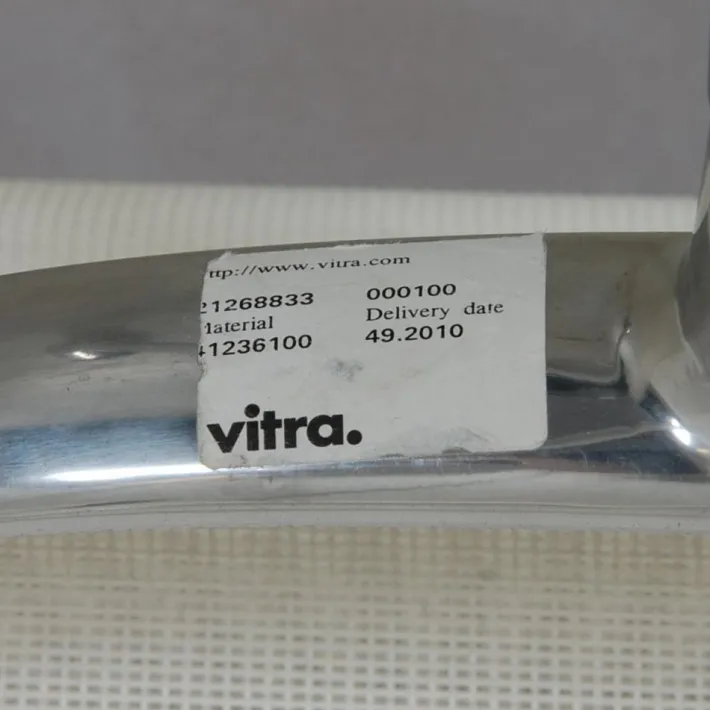 ttp://www.vitra.com
21268833 000100
Material Delivery date
41236100 49.2010
vitra.